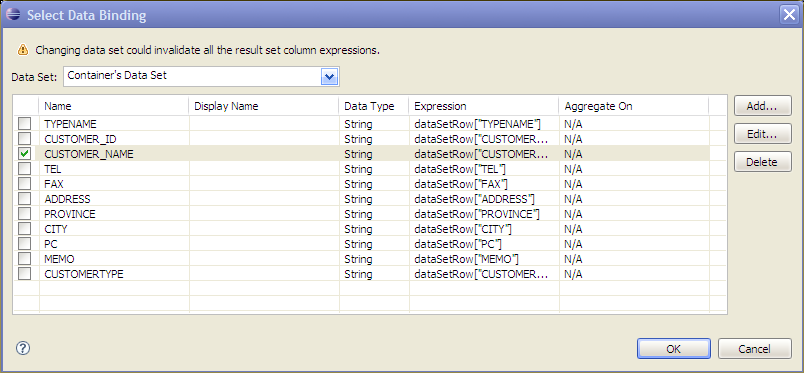 Select Data Binding
Changing data set could invalidate all the result set column expressions.
Data Set: Container's Data Set
Name Display Name Data Type Expression Aggregate On
TYPENAME String dataSetRow["TYPENAME"] N/A
CUSTOMER_ID String dataSetRow["CUSTOMER... N/A
CUSTOMER_NAME String dataSetRow["CUSTOMER... N/A
TEL String dataSetRow["TEL"] N/A
FAX String dataSetRow["FAX"] N/A
ADDRESS String dataSetRow["ADDRESS"] N/A
PROVINCE String dataSetRow["PROVINCE"] N/A
CITY String dataSetRow["CITY"] N/A
PC String dataSetRow["PC"] N/A
MEMO String dataSetRow["MEMO"] N/A
CUSTOMERTYPE String dataSetRow["CUSTOMER... N/A
Add...
Edit...
Delete
? OK Cancel